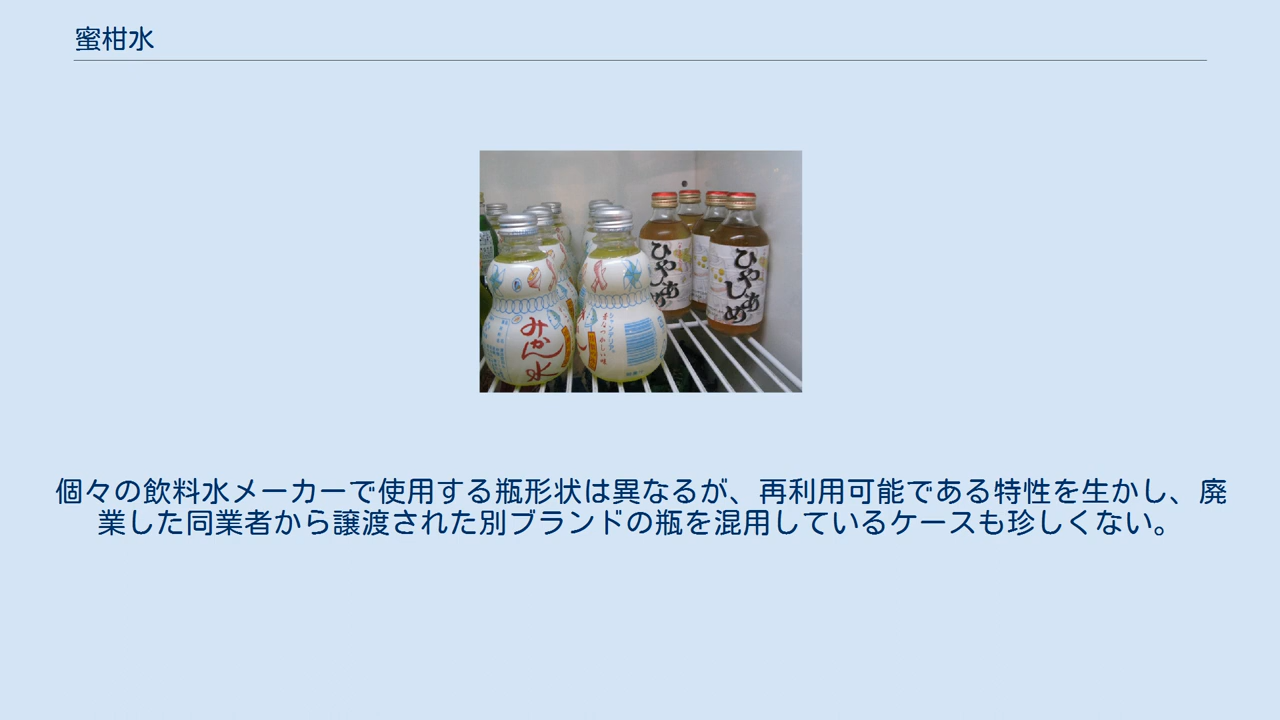 蜜柑水
みかん水
ひやしあめ
ひやしあめ
個々の飲料水メーカーで使用する瓶形状は異なるが、再利用可能である特性を生かし、廃
業した同業者から譲渡された別ブランドの瓶を混用しているケースも珍しくない。